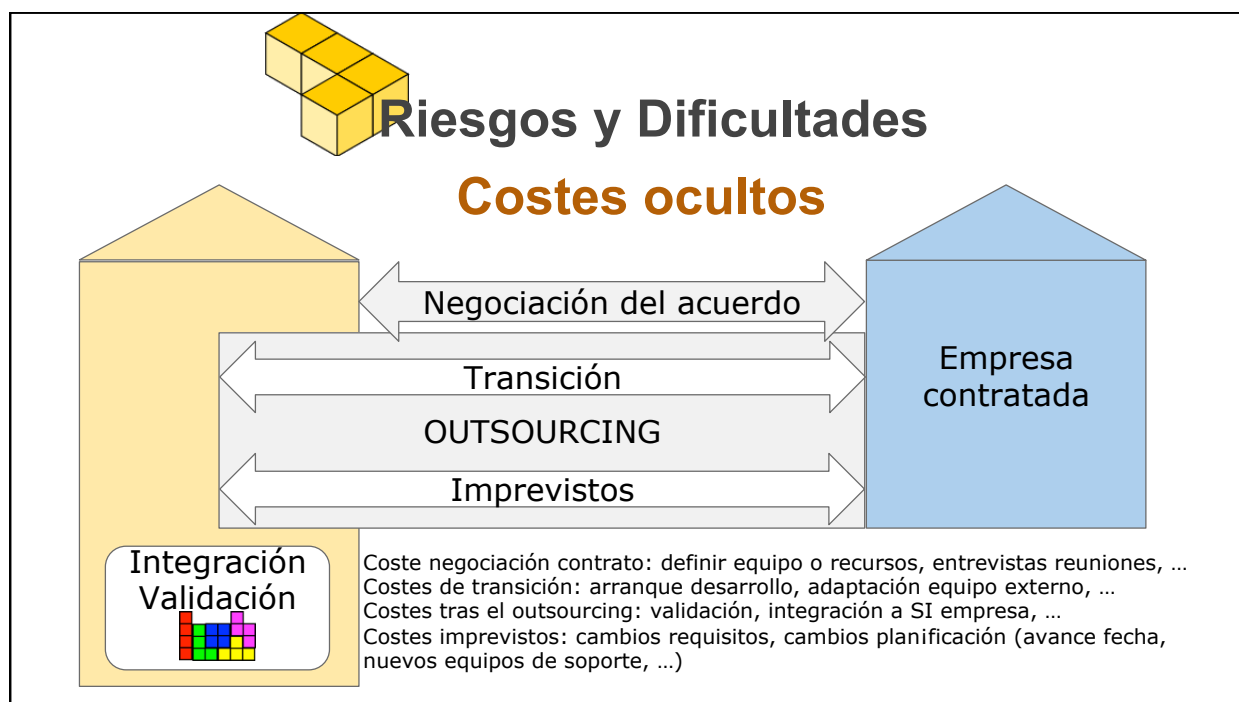 Riesgos y Dificultades
Costes ocultos
Negociación del acuerdo
Transición
OUTSOURCING
Imprevistos
Empresa
contratada
Integración
Validación
Coste negociación contrato: definir equipo o recursos, entrevistas reuniones, …
Costes de transición: arranque desarrollo, adaptación equipo externo, …
Costes tras el outsourcing: validación, integración a SI empresa, …
Costes imprevistos: cambios requisitos, cambios planificación (avance fecha,
nuevos equipos de soporte, …)